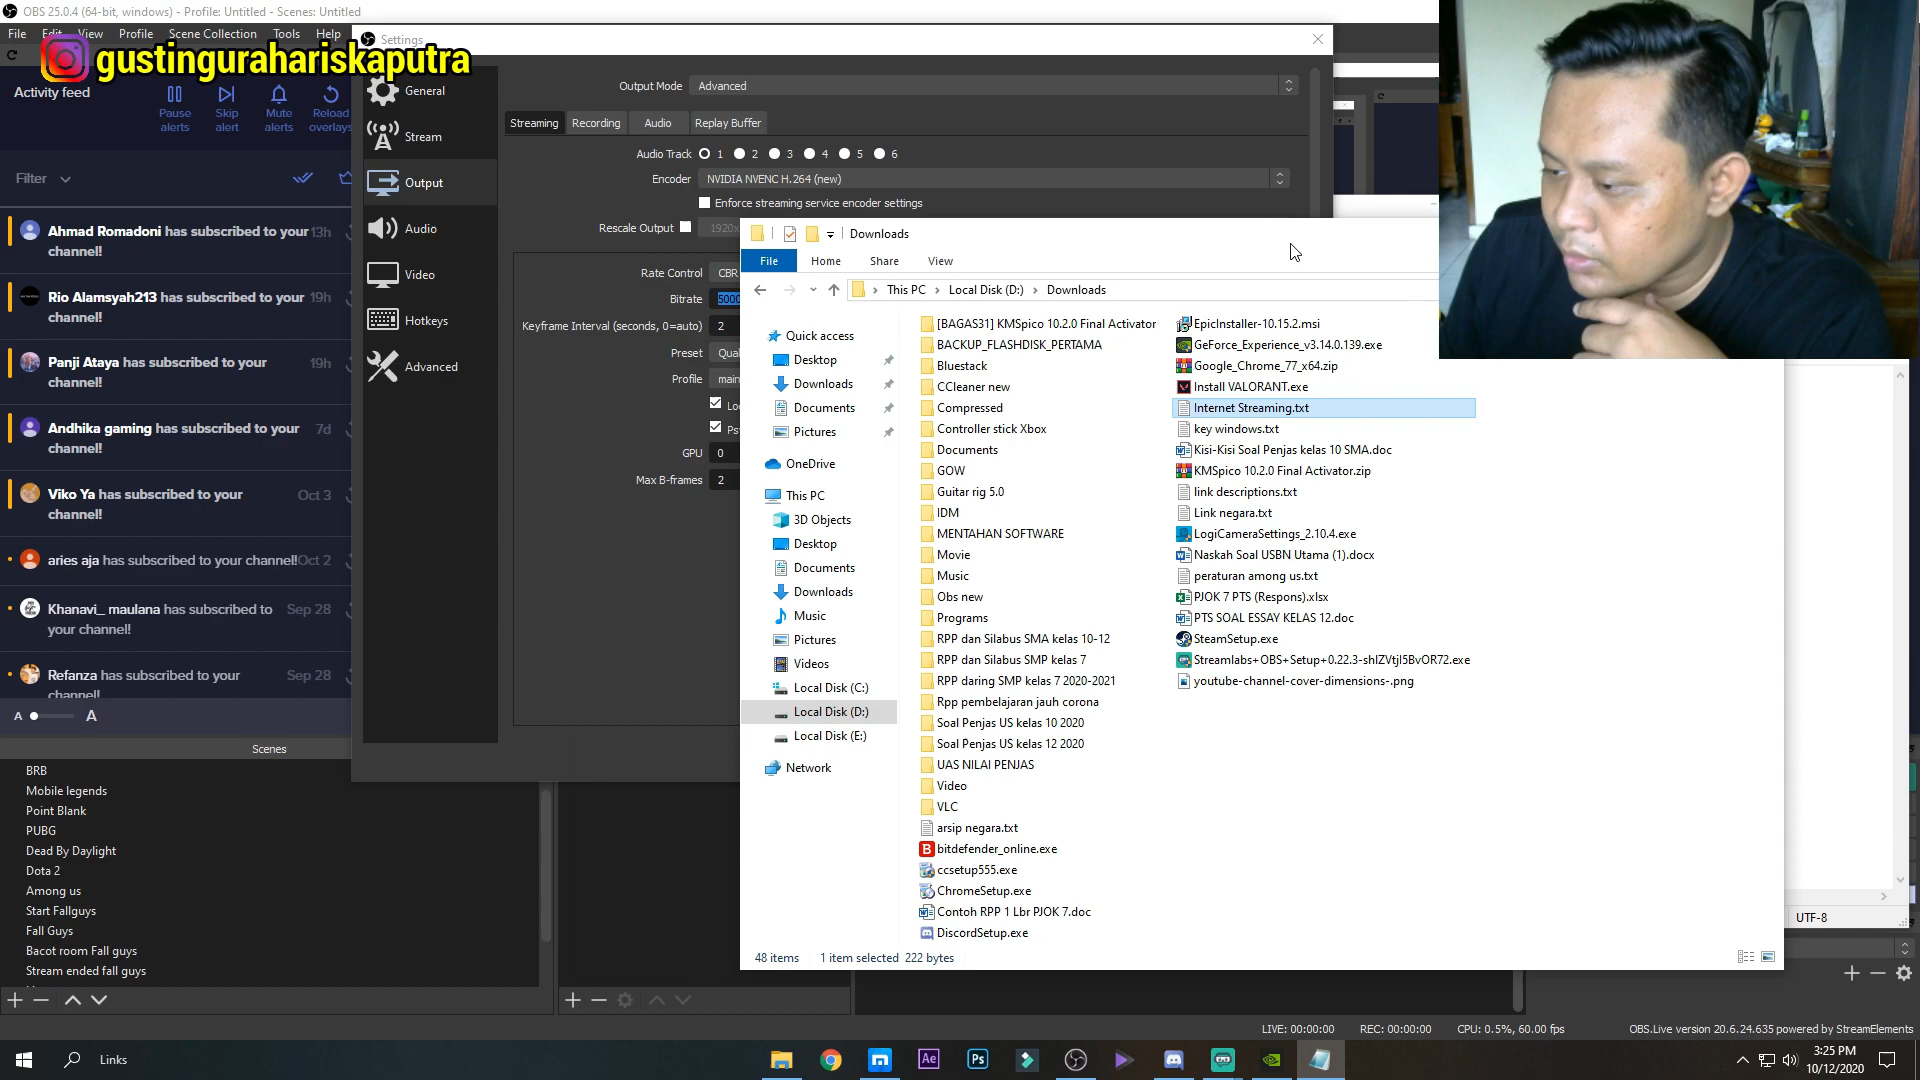 OBS 25.0.4 (64-bit, windows) - Profile: Untitled - Scenes: Untitled
File Edit View Profile Scene Collection Tools Help
gustingurahariskaputra
Activity feed
Pause alerts
Skip alert
Mute alerts
Reload overlays
Filter
Ahmad Romadoni has subscribed to your channel! 13h
Rio Alamsyah213 has subscribed to your channel! 19h
Panji Ataya has subscribed to your channel! 19h
Andhika gaming has subscribed to your channel! 7d
Viko Ya has subscribed to your channel! Oct 3
aries aja has subscribed to your channel! Oct 2
Khanavi_ maulana has subscribed to your channel! Sep 28
Refanza has subscribed to your channel! Sep 28
A A
Scenes
BRB
Mobile legends
Point Blank
PUBG
Dead By Daylight
Dota 2
Among us
Start Fallguys
Fall Guys
Bacot room Fall guys
Stream ended fall guys
Settings
General
Stream
Output
Audio
Video
Hotkeys
Advanced
Output Mode Advanced
Streaming Recording Audio Replay Buffer
Audio Track 1 2 3 4 5 6
Encoder NVIDIA NVENC H.264 (new)
Enforce streaming service encoder settings
Rescale Output 1920x
Rate Control CBR
Bitrate 5000
Keyframe Interval (seconds, 0=auto) 2
Preset Qual
Profile main
Lo
Ps
GPU 0
Max B-frames 2
Downloads
File Home Share View
This PC Local Disk (D:) Downloads
Quick access
Desktop
Downloads
Documents
Pictures
OneDrive
This PC
3D Objects
Desktop
Documents
Downloads
Music
Pictures
Videos
Local Disk (C:)
Local Disk (D:)
Local Disk (E:)
Network
[BAGAS31] KMSpico 10.2.0 Final Activator
BACKUP_FLASHDISK_PERTAMA
Bluestack
CCleaner new
Compressed
Controller stick Xbox
Documents
GOW
Guitar rig 5.0
IDM
MENTAHAN SOFTWARE
Movie
Music
Obs new
Programs
RPP dan Silabus SMA kelas 10-12
RPP dan Silabus SMP kelas 7
RPP daring SMP kelas 7 2020-2021
Rpp pembelajaran jauh corona
Soal Penjas US kelas 10 2020
Soal Penjas US kelas 12 2020
UAS NILAI PENJAS
Video
VLC
arsip negara.txt
bitdefender_online.exe
ccsetup555.exe
ChromeSetup.exe
Contoh RPP 1 Lbr PJOK 7.doc
DiscordSetup.exe
EpicInstaller-10.15.2.msi
GeForce_Experience_v3.14.0.139.exe
Google_Chrome_77_x64.zip
Install VALORANT.exe
Internet Streaming.txt
key windows.txt
Kisi-Kisi Soal Penjas kelas 10 SMA.doc
KMSpico 10.2.0 Final Activator.zip
link descriptions.txt
Link negara.txt
LogiCameraSettings_2.10.4.exe
Naskah Soal USBN Utama (1).docx
peraturan among us.txt
PJOK 7 PTS (Respons).xlsx
PTS SOAL ESSAY KELAS 12.doc
SteamSetup.exe
Streamlabs+OBS+Setup+0.22.3-shIZVtjI5BvOR72.exe
youtube-channel-cover-dimensions-.png
48 items 1 item selected 222 bytes
UTF-8
LIVE: 00:00:00 REC: 00:00:00 CPU: 0.5%, 60.00 fps
OBS.Live version 20.6.24.635 powered by StreamElements
Links
Ae
Ps
3:25 PM
10/12/2020